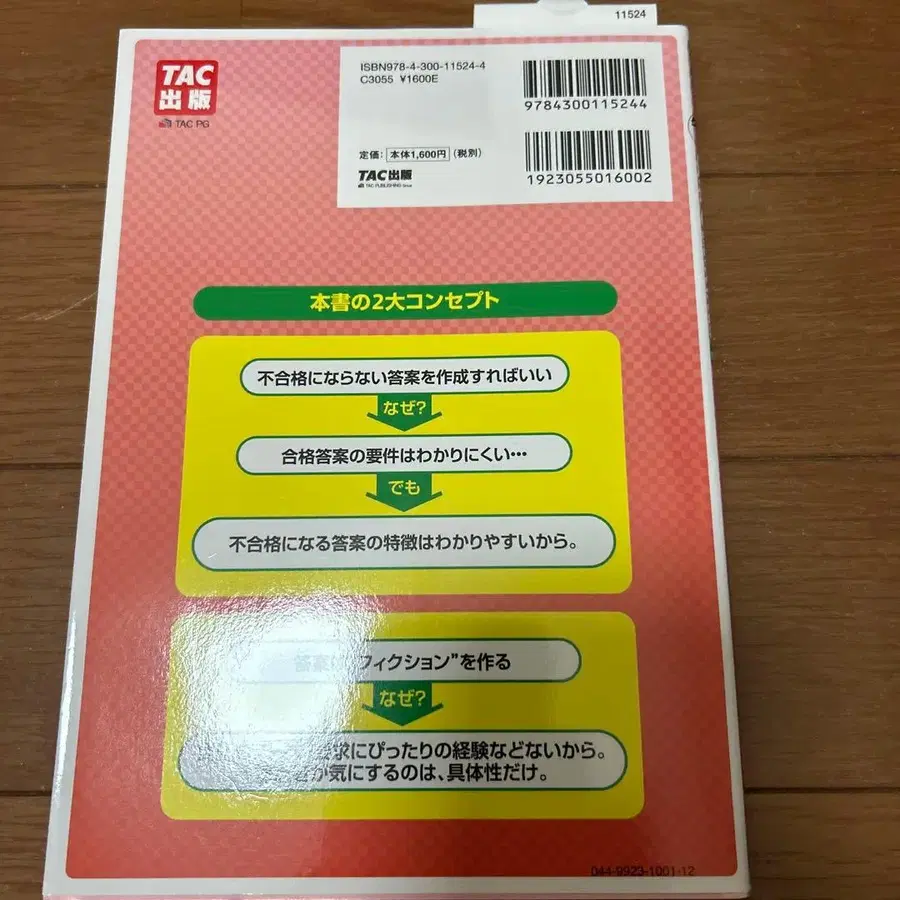 11524
TAC
出版
TAC PG
ISBN978-4-300-11524-4
C3055 ¥1600E
9784300115244
定価: 本体1,600円 (税別)
TAC出版
TAC PUBLISHING Group
1923055016002
本書の2大コンセプト
不合格にならない答案を作成すればいい
なぜ?
合格答案の要件はわかりにくい…
でも
不合格になる答案の特徴はわかりやすいから。
答案は“フィクション”を作る
なぜ?
求にぴったりの経験などないから。
が気にするのは、具体性だけ。
044-9923-1001-12